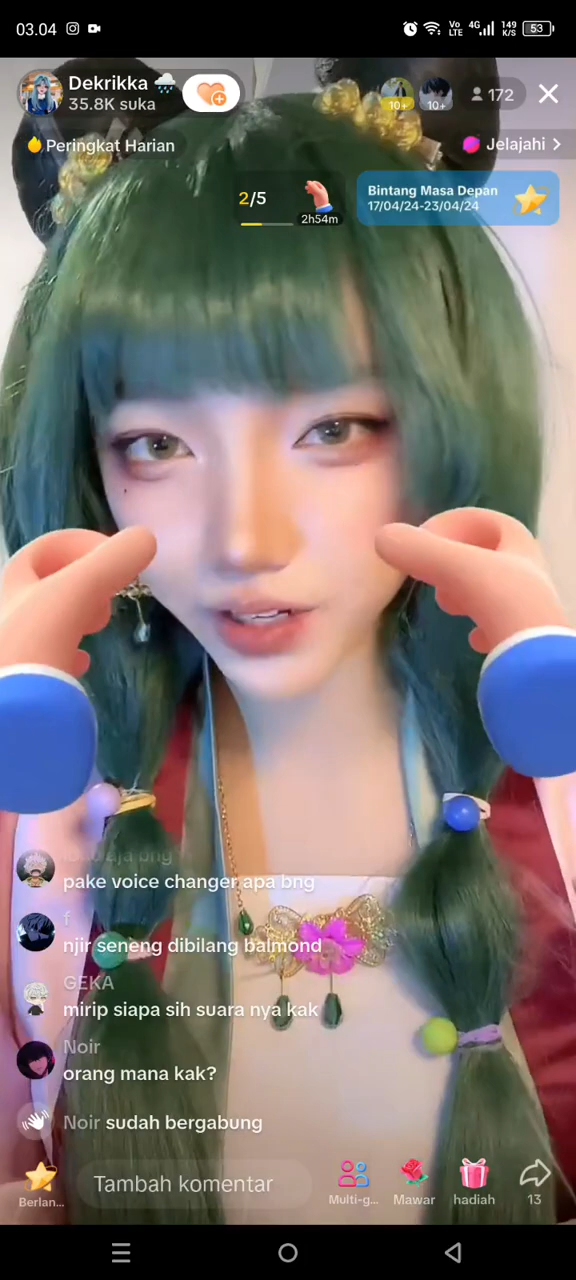 03.04
Vo
LTE
4G
149
K/S
53
Dekrikka
35.8K suka
10+
10+
172
Peringkat Harian
Jelajahi
2/5
2h54m
Bintang Masa Depan
17/04/24-23/04/24
pake voice changer apa bng
f
njir seneng dibilang balmond
GEKA
mirip siapa sih suara nya kak
Noir
orang mana kak?
Noir sudah bergabung
Berlan...
Tambah komentar
Multi-g...
Mawar
hadiah
13